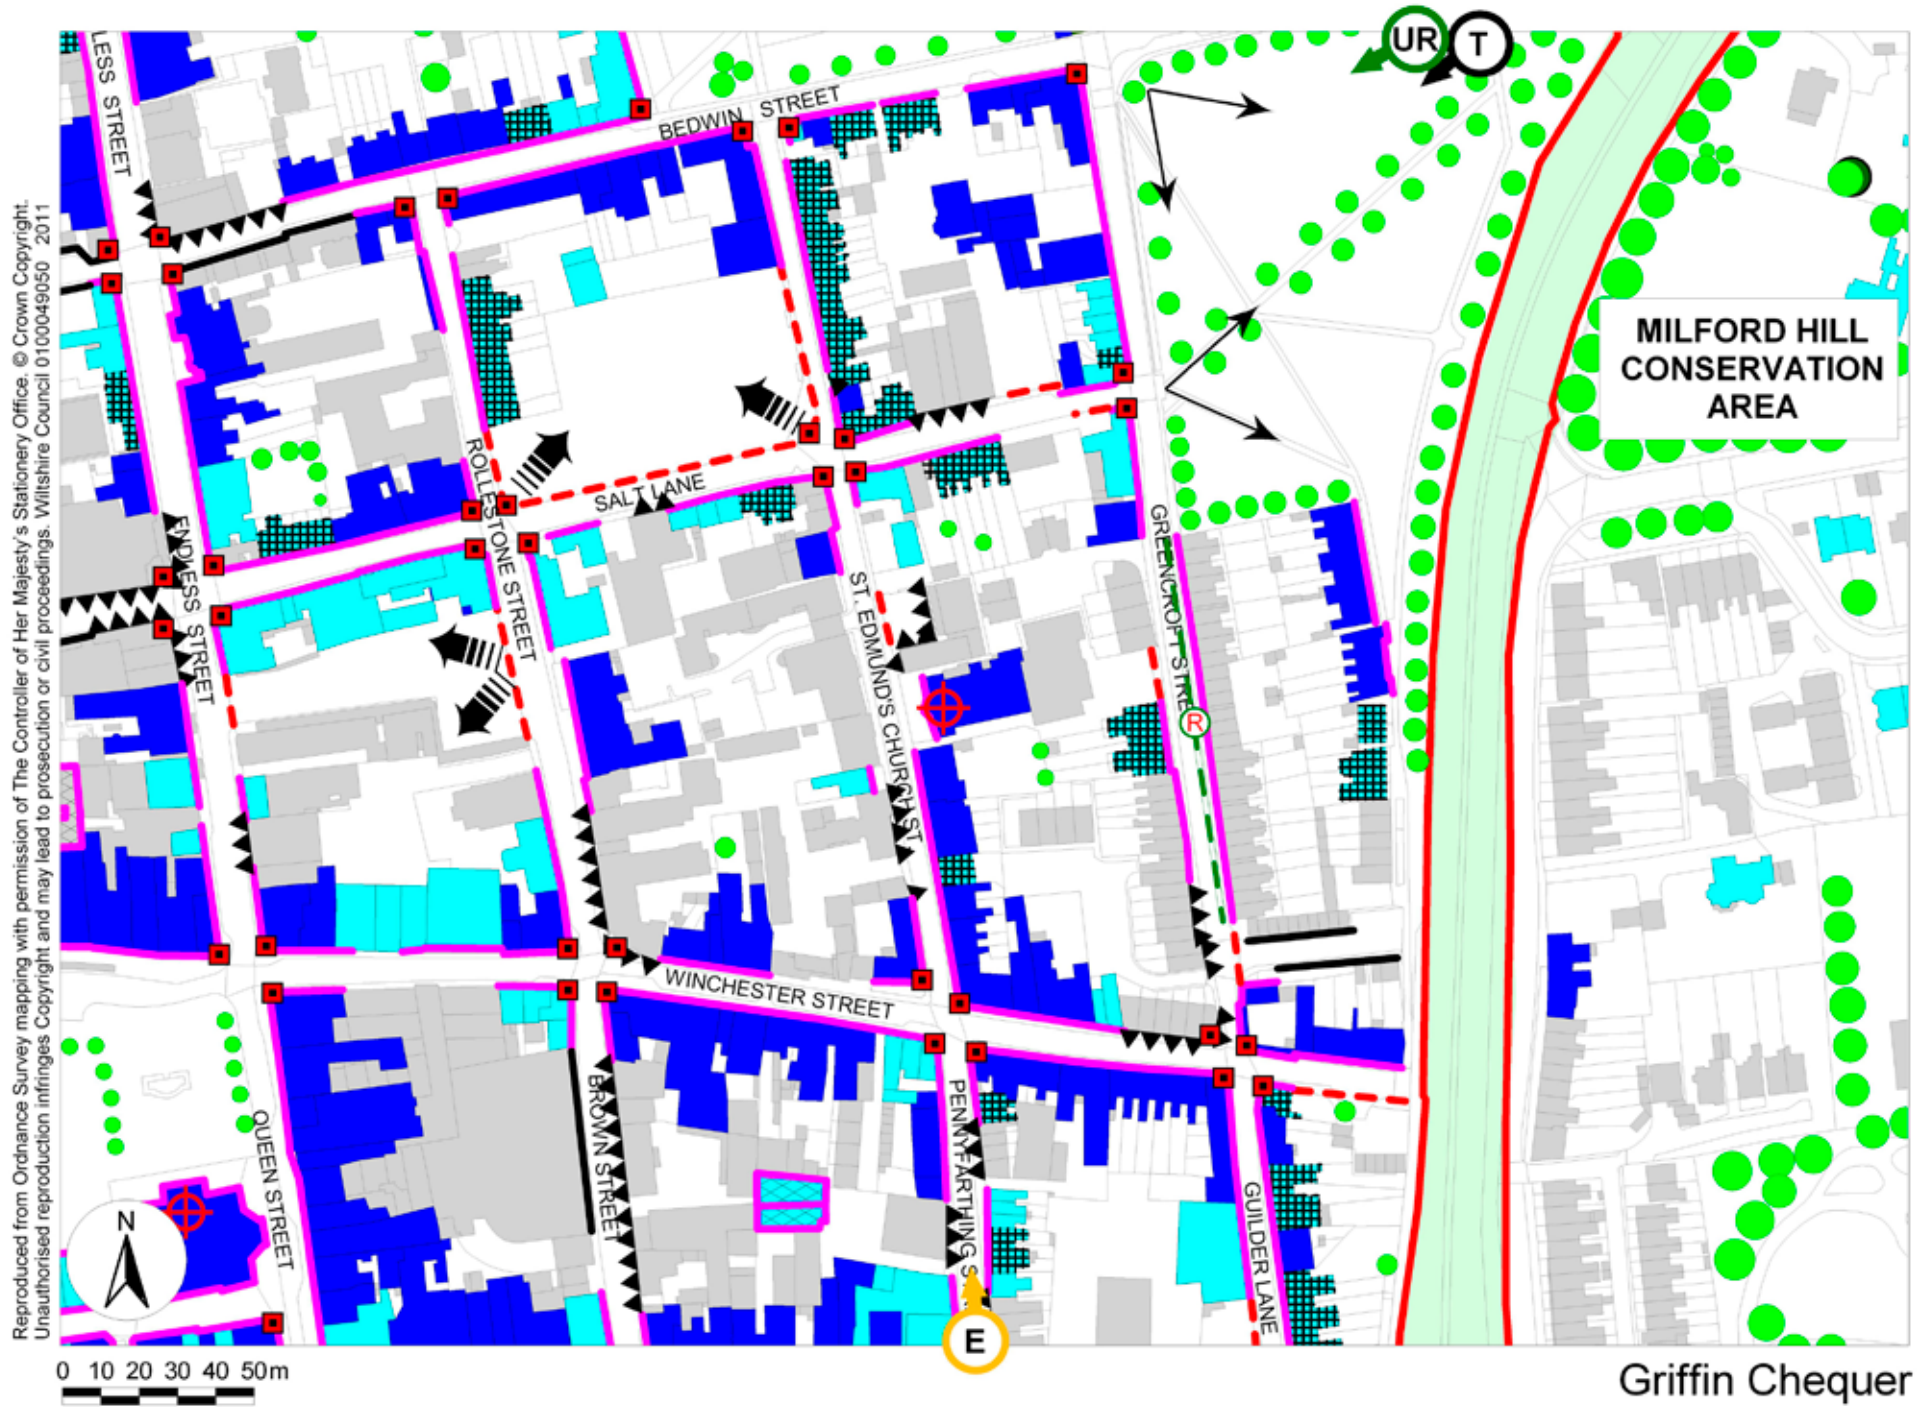 LESS STREET
UR
T
BEDWIN STREET
MILFORD HILL
CONSERVATION
AREA
Reproduced from Ordnance Survey mapping with permission of The Controller of Her Majesty's Stationery Office. © Crown Copyright.
Unauthorised reproduction infringes Copyright and may lead to prosecution or civil proceedings. Wiltshire Council 0100049050 2011
ROLLESTONE STREET
SALT LANE
ENDLESS STREET
GREENCROFT STREE
ST. EDMUND'S CHURCH ST.
R
WINCHESTER STREET
BROWN STREET
QUEEN STREET
PENNYFARTHING S
GUILDER LANE
N
E
0 10 20 30 40 50m
Griffin Chequer